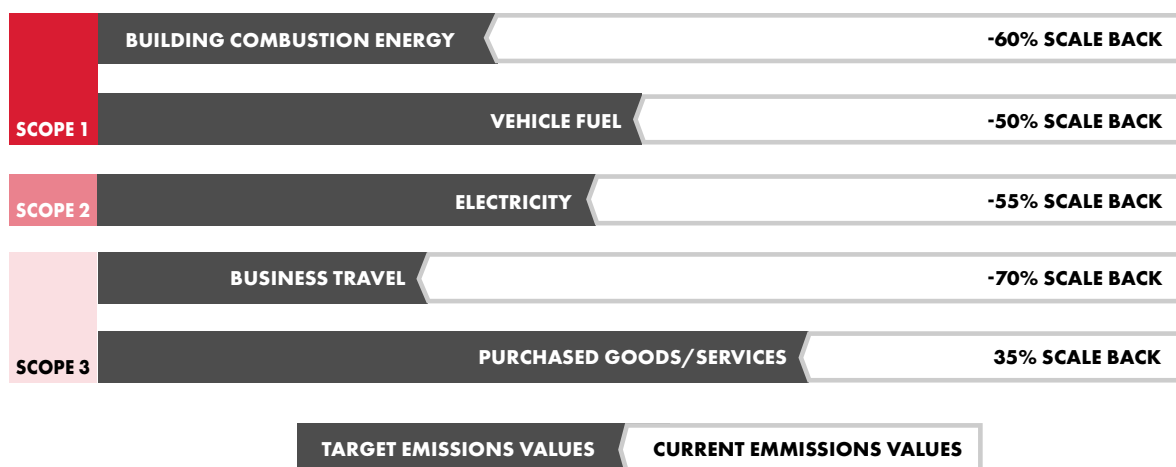 BUILDING COMBUSTION ENERGY -60% SCALE BACK
SCOPE 1 VEHICLE FUEL -50% SCALE BACK
SCOPE 2 ELECTRICITY -55% SCALE BACK
BUSINESS TRAVEL -70% SCALE BACK
SCOPE 3 PURCHASED GOODS/SERVICES 35% SCALE BACK
TARGET EMISSIONS VALUES CURRENT EMMISSIONS VALUES